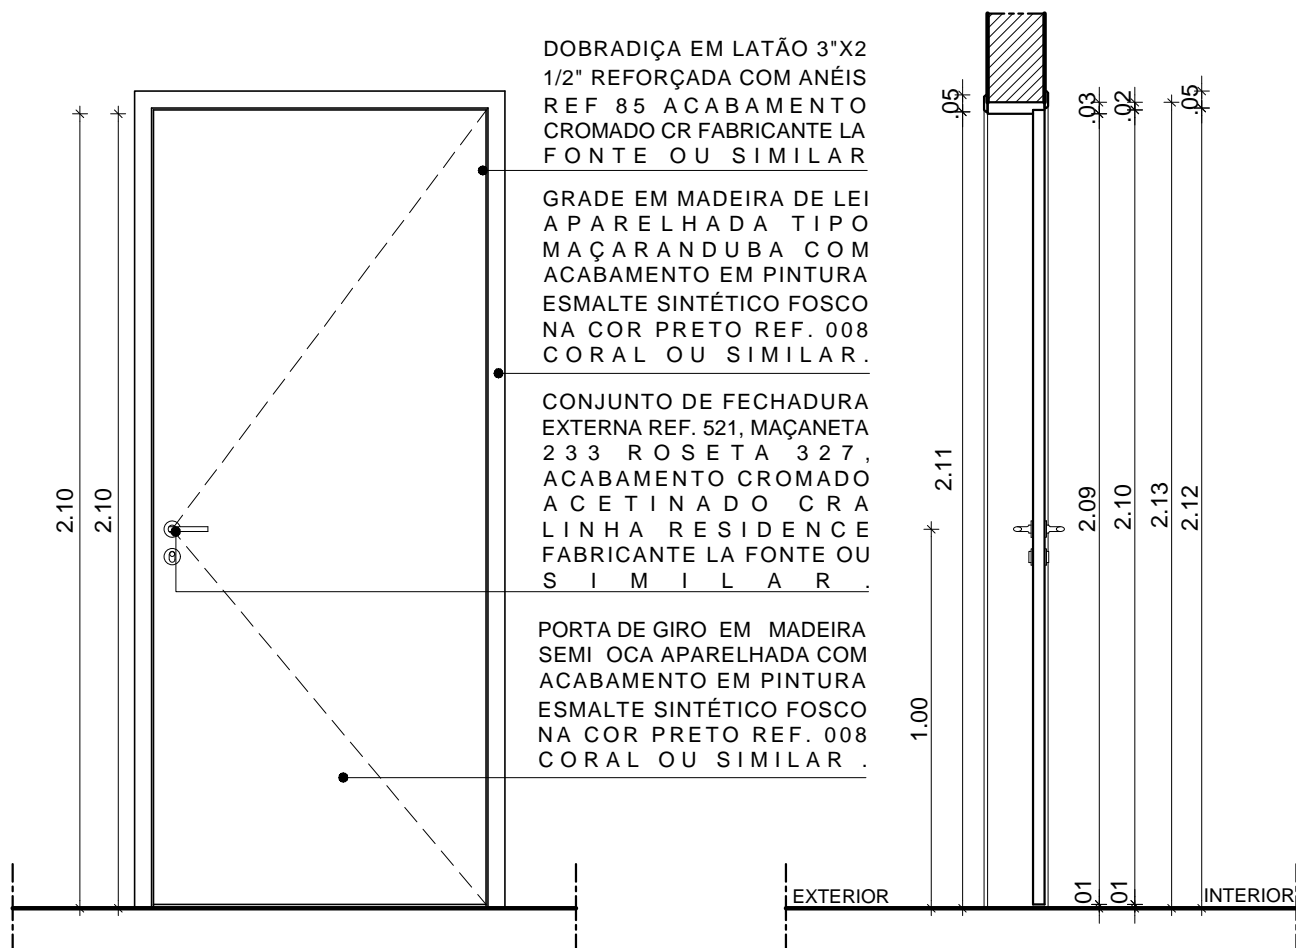 DOBRADIÇA EM LATÃO 3"X2
1/2" REFORÇADA COM ANÉIS
REF 85 ACABAMENTO
CROMADO CR FABRICANTE LA
FONTE OU SIMILAR
GRADE EM MADEIRA DE LEI
APARELHADA TIPO
MAÇARANDUBA COM
ACABAMENTO EM PINTURA
ESMALTE SINTÉTICO FOSCO
NA COR PRETO REF. 008
CORAL OU SIMILAR.
CONJUNTO DE FECHADURA
EXTERNA REF. 521, MAÇANETA
233 ROSETA 327,
ACABAMENTO CROMADO
ACETINADO CRA
LINHA RESIDENCE
FABRICANTE LA FONTE OU
SIMILAR.
PORTA DE GIRO EM MADEIRA
SEMI OCA APARELHADA COM
ACABAMENTO EM PINTURA
ESMALTE SINTÉTICO FOSCO
NA COR PRETO REF. 008
CORAL OU SIMILAR .
2.10
2.10
.05
.03
.02
.05
2.11
1.00
2.09
2.10
2.13
2.12
01
01
EXTERIOR
INTERIOR